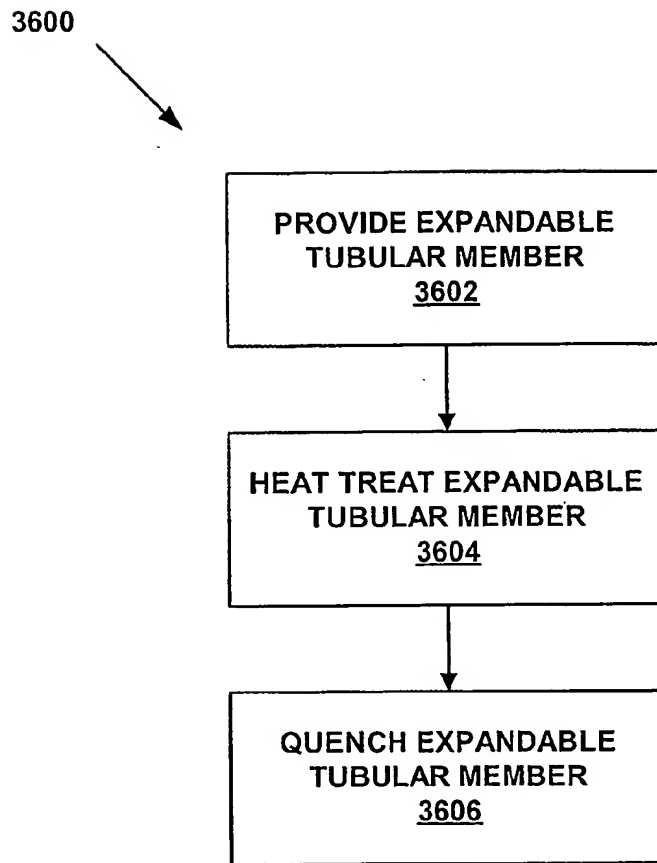 3600
PROVIDE EXPANDABLE
TUBULAR MEMBER
3602
HEAT TREAT EXPANDABLE
TUBULAR MEMBER
3604
QUENCH EXPANDABLE
TUBULAR MEMBER
3606